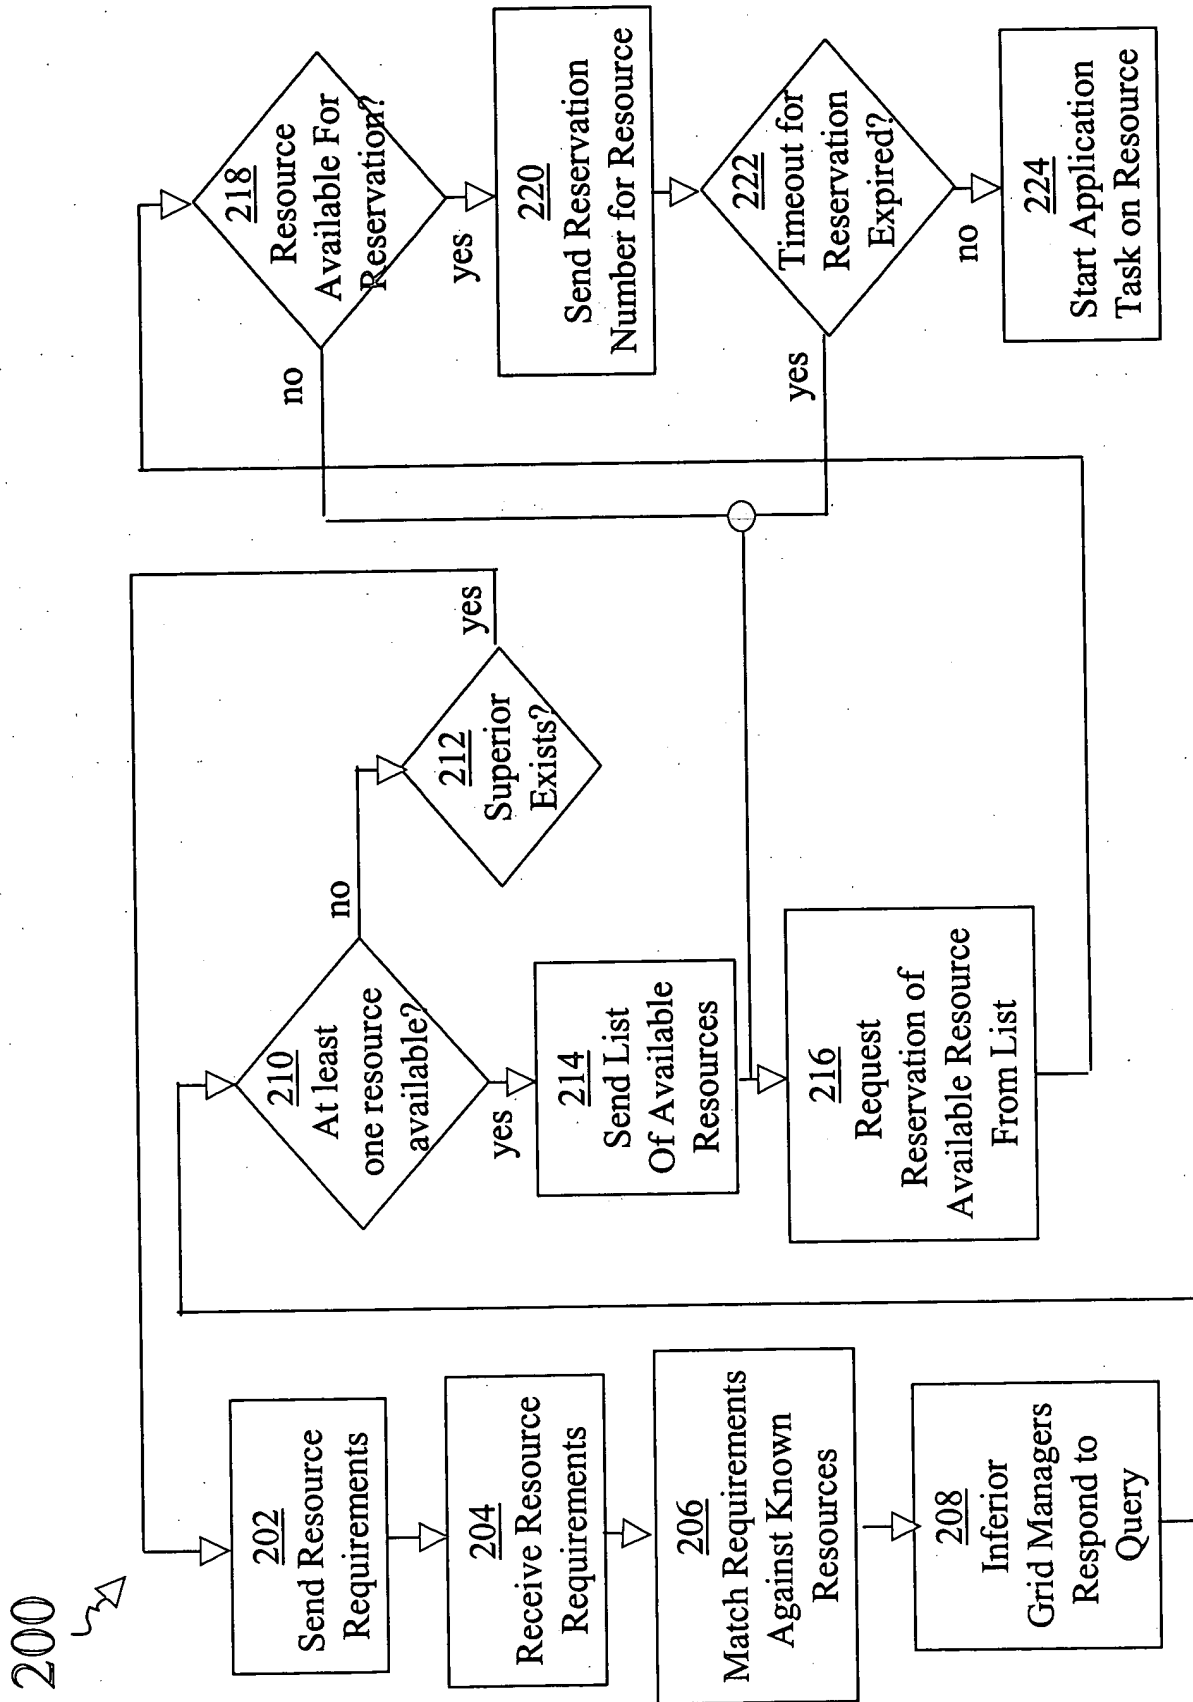 200
202
Send Resource
Requirements
204
Receive Resource
Requirements
206
Match Requirements
Against Known
Resources
208
Inferior
Grid Managers
Respond to
Query
210
At least
one resource
available?
no
yes
212
Superior
Exists?
yes
214
Send List
Of Available
Resources
216
Request
Reservation of
Available Resource
From List
218
Resource
Available For
Reservation?
no
yes
220
Send Reservation
Number for Resource
222
Timeout for
Reservation
Expired?
yes
no
224
Start Application
Task on Resource